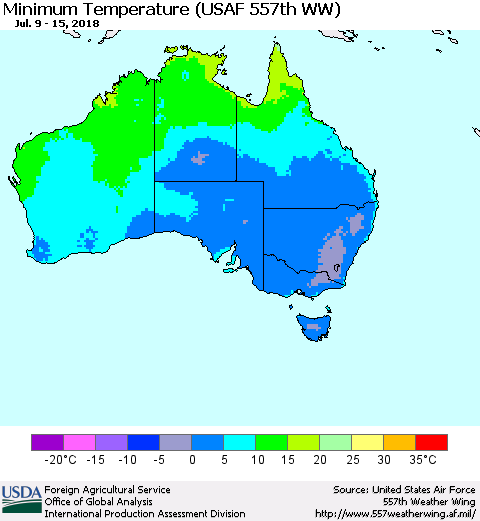 Minimum Temperature (USAF 557th WW)
Jul. 9 - 15, 2018
-20°C -15 -10 -5 0 5 10 15 20 25 30 35°C
USDA
Foreign Agricultural Service
Office of Global Analysis
International Production Assessment Division
Source: United States Air Force
557th Weather Wing
http://www.557weatherwing.af.mil/